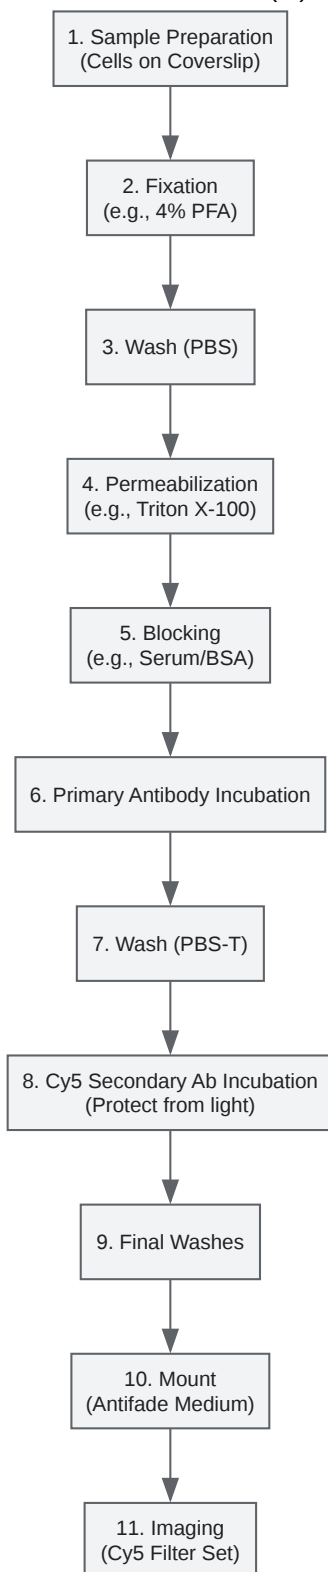 1. Sample Preparation
(Cells on Coverslip)
2. Fixation
(e.g., 4% PFA)
3. Wash (PBS)
4. Permeabilization
(e.g., Triton X-100)
5. Blocking
(e.g., Serum/BSA)
6. Primary Antibody Incubation
7. Wash (PBS-T)
8. Cy5 Secondary Ab Incubation
(Protect from light)
9. Final Washes
10. Mount
(Antifade Medium)
11. Imaging
(Cy5 Filter Set)